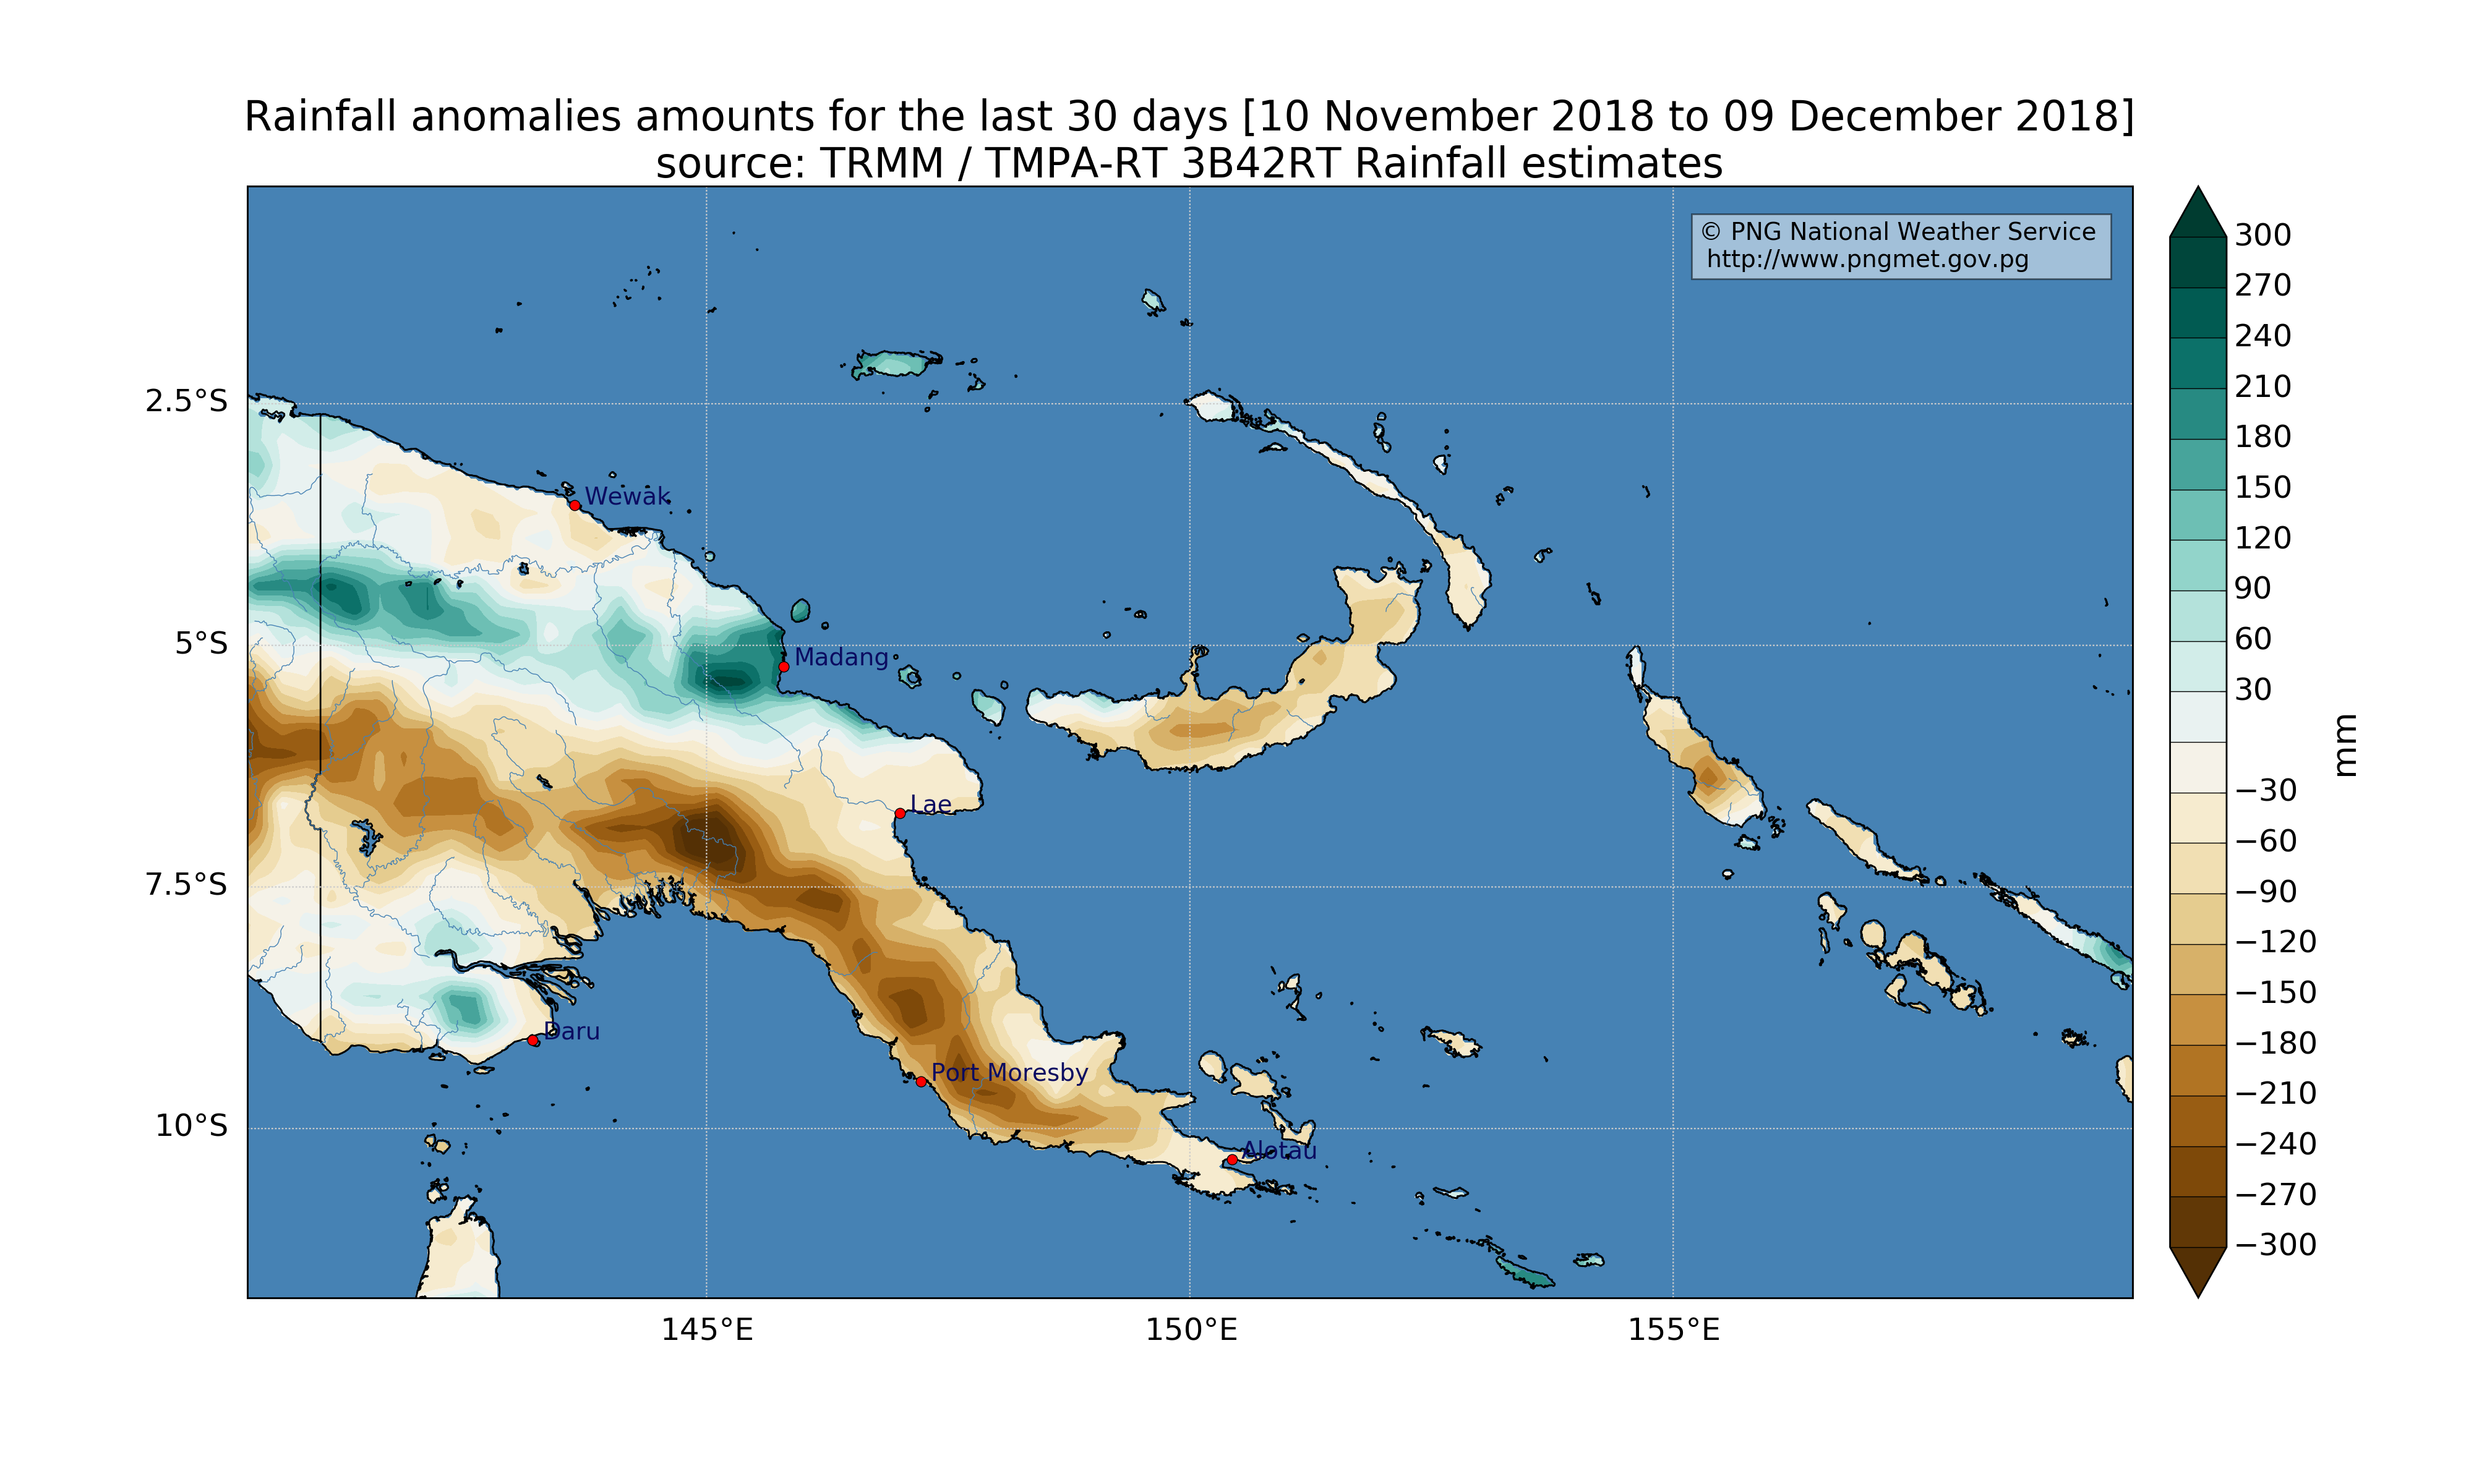 Rainfall anomalies amounts for the last 30 days [10 November 2018 to 09 December 2018]
source: TRMM / TMPA-RT 3B42RT Rainfall estimates
© PNG National Weather Service
http://www.pngmet.gov.pg
2.5°S
5°S
7.5°S
10°S
145°E
150°E
155°E
Wewak
Madang
Lae
Daru
Port Moresby
Alotau
300
270
240
210
180
150
120
90
60
30
−30
−60
−90
−120
−150
−180
−210
−240
−270
−300
mm